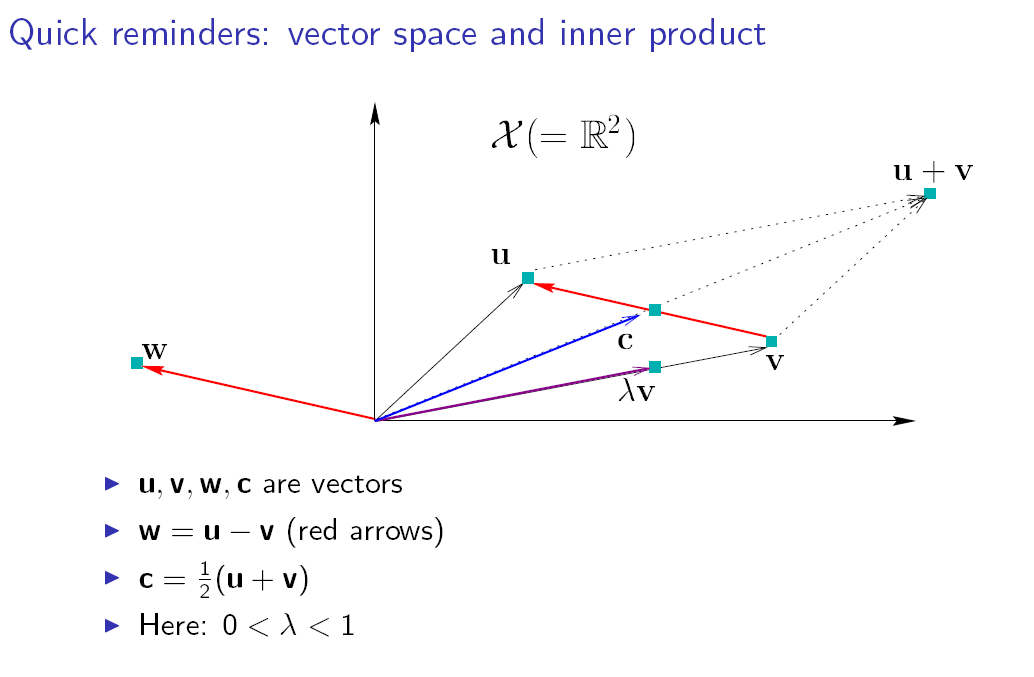 Quick reminders: vector space and inner product
𝒳(= ℝ²)
u + v
u
w
c
v
λv
▶ u, v, w, c are vectors
▶ w = u − v (red arrows)
▶ c = ½(u + v)
▶ Here: 0 < λ < 1